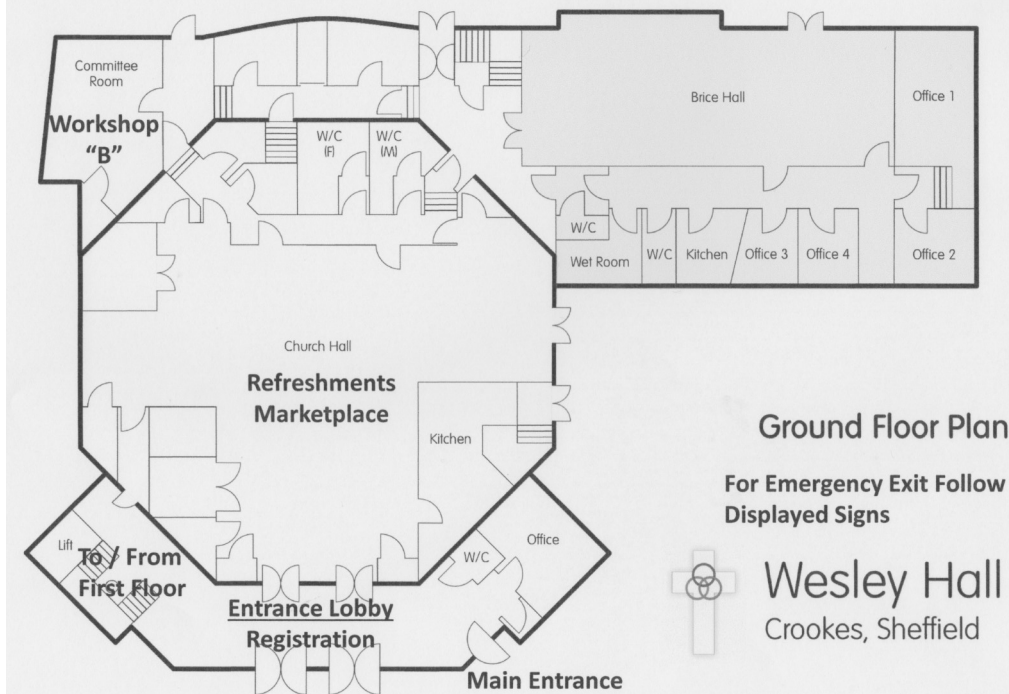 Committee
Room
Workshop
"B"
W/C
(F)
W/C
(M)
Brice Hall
Office 1
W/C
Wet Room
W/C
Kitchen
Office 3
Office 4
Office 2
Church Hall
Refreshments
Marketplace
Kitchen
Ground Floor Plan
For Emergency Exit Follow
Displayed Signs
Lift
To / From
First Floor
W/C
Office
Entrance Lobby
Registration
Main Entrance
Wesley Hall
Crookes, Sheffield